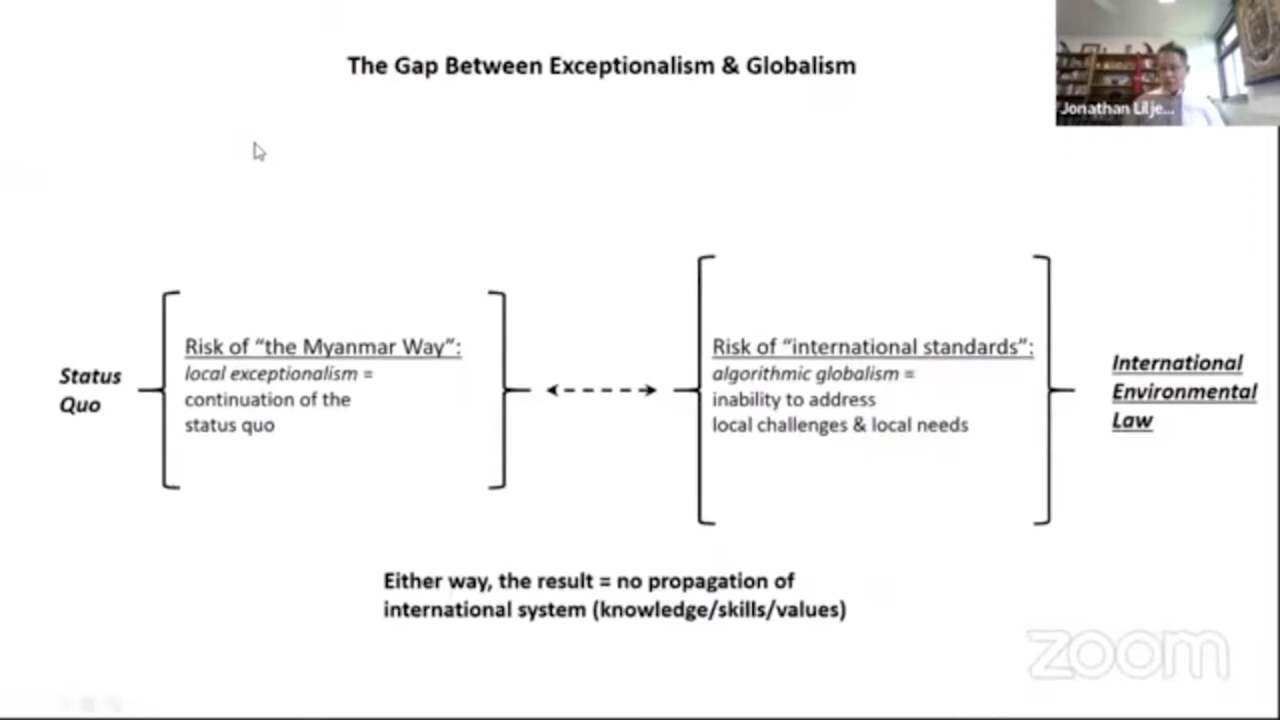 The Gap Between Exceptionalism & Globalism
Jonathan Lilje...
Status
Quo
Risk of “the Myanmar Way”:
local exceptionalism =
continuation of the
status quo
Risk of “international standards”:
algorithmic globalism =
inability to address
local challenges & local needs
International
Environmental
Law
Either way, the result = no propagation of
international system (knowledge/skills/values)
zoom